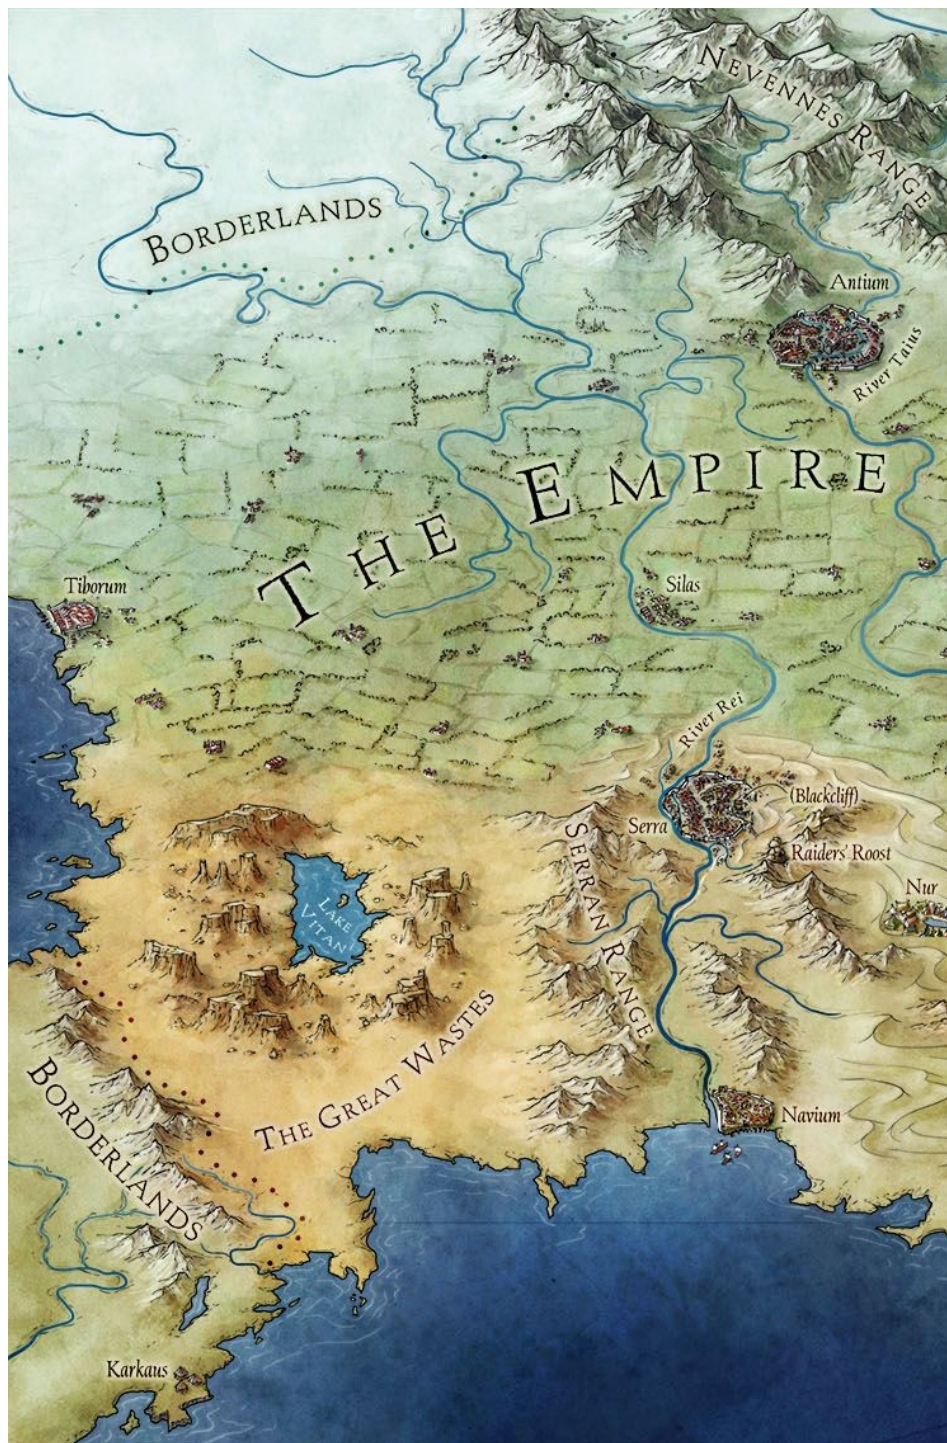 NEVENNES RANGE
BORDERLANDS
Antium
River Taius
THE EMPIRE
Tiborum
Silas
River Rei
(Blackcliff)
Serra
Raiders' Roost
SERRAN RANGE
Nur
LAKE
VITAN
THE GREAT WASTES
BORDERLANDS
Navium
Karkaus